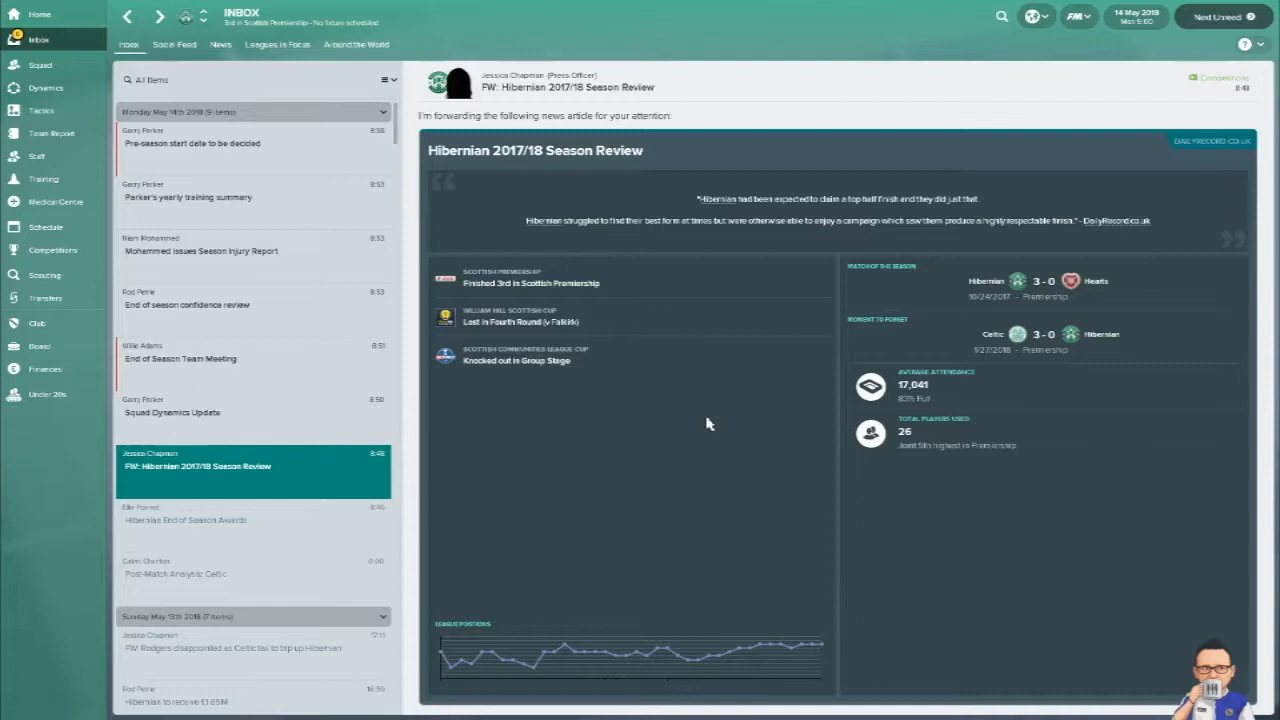 Home
Inbox
Squad
Dynamics
Tactics
Team Report
Staff
Training
Medical Centre
Schedule
Competitions
Scouting
Transfers
Club
Board
Finances
Under 20s
INBOX
3rd in Scottish Premiership - No fixture scheduled
FM
14 May 2018
Mon 9:00
Next Unread
Inbox
Social Feed
News
Leagues in Focus
Around the World
All Items
Monday May 14th 2018 (9 items)
Garry Parker 8:58
Pre-season start date to be decided
Garry Parker 8:53
Parker's yearly training summary
Niem Mohammed 8:53
Mohammed issues Season Injury Report
Rod Petrie 8:53
End of season confidence review
Willie Adams 8:51
End of Season Team Meeting
Garry Parker 8:50
Squad Dynamics Update
Jessica Chapman 8:48
FW: Hibernian 2017/18 Season Review
Ellie Forrest 8:46
Hibernian End of Season Awards
Calvin Charlton 0:00
Post-Match Analysis: Celtic
Sunday May 13th 2018 (7 items)
Jessica Chapman 17:11
FW: Rodgers disappointed as Celtic fail to trip up Hibernian
Rod Petrie 16:59
Hibernian to receive £1.65M
Jessica Chapman (Press Officer)
FW: Hibernian 2017/18 Season Review
Competitions
8:48
I'm forwarding the following news article for your attention:
DAILYRECORD.CO.UK
Hibernian 2017/18 Season Review
"Hibernian had been expected to claim a top half finish and they did just that.
Hibernian struggled to find their best form at times but were otherwise able to enjoy a campaign which saw them produce a highly respectable finish." - DailyRecord.co.uk
SCOTTISH PREMIERSHIP
Finished 3rd in Scottish Premiership
WILLIAM HILL SCOTTISH CUP
Lost in Fourth Round (v Falkirk)
SCOTTISH COMMUNITIES LEAGUE CUP
Knocked out in Group Stage
LEAGUE POSITIONS
MATCH OF THE SEASON
Hibernian 3 - 0 Hearts
10/24/2017 - Premiership
MOMENT TO FORGET
Celtic 3 - 0 Hibernian
1/27/2018 - Premiership
AVERAGE ATTENDANCE
17,041
83% Full
TOTAL PLAYERS USED
26
Joint 5th highest in Premiership